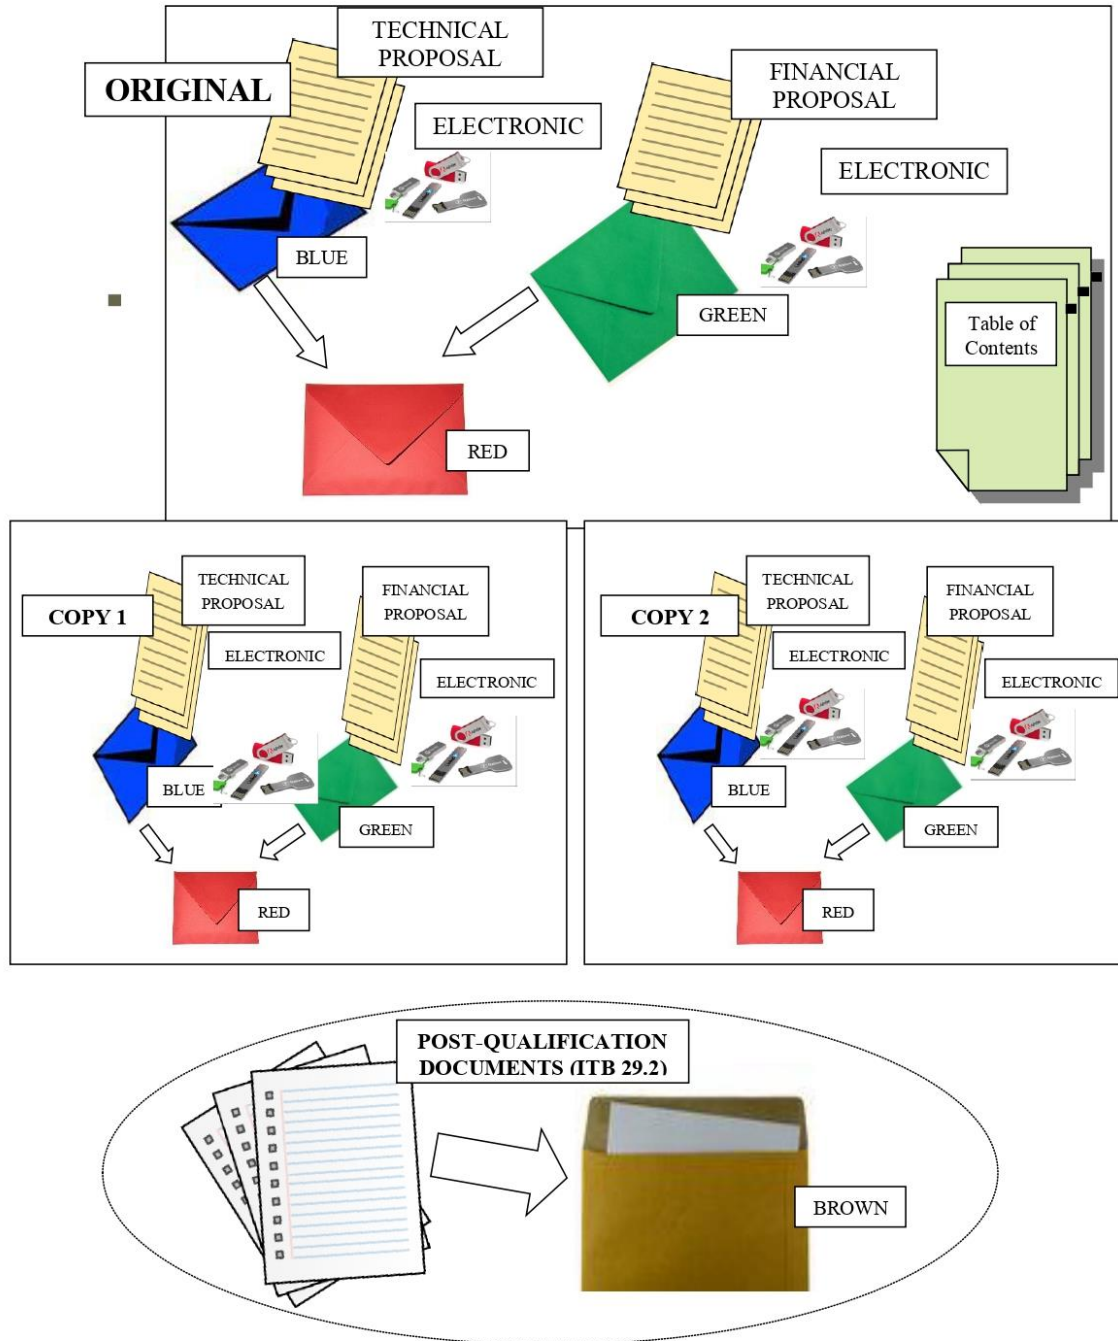 TECHNICAL
PROPOSAL
ORIGINAL
FINANCIAL
PROPOSAL
ELECTRONIC
ELECTRONIC
BLUE
GREEN
Table of
Contents
RED
TECHNICAL
PROPOSAL
FINANCIAL
PROPOSAL
COPY 1
ELECTRONIC
ELECTRONIC
BLUE
GREEN
RED
TECHNICAL
PROPOSAL
FINANCIAL
PROPOSAL
COPY 2
ELECTRONIC
ELECTRONIC
BLUE
GREEN
RED
POST-QUALIFICATION
DOCUMENTS (ITB 29.2)
BROWN